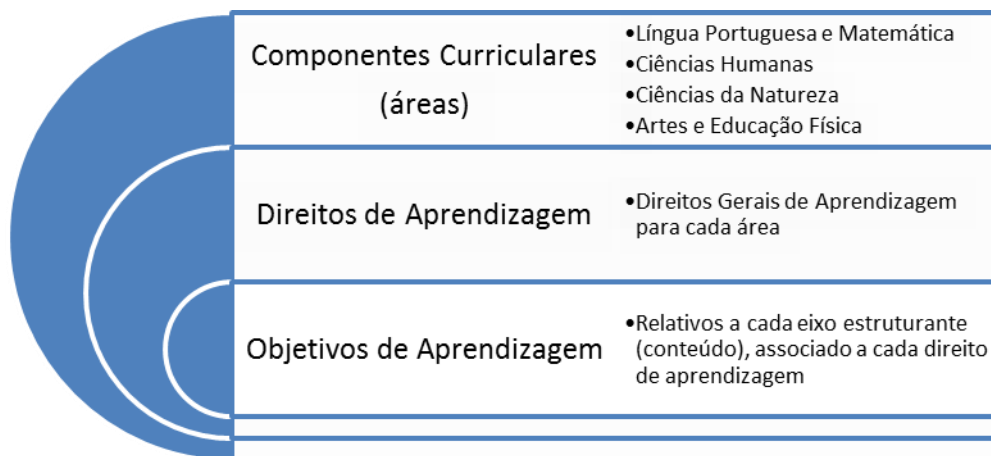 Componentes Curriculares
(áreas)
•Língua Portuguesa e Matemática
•Ciências Humanas
•Ciências da Natureza
•Artes e Educação Física
Direitos de Aprendizagem
•Direitos Gerais de Aprendizagem
para cada área
Objetivos de Aprendizagem
•Relativos a cada eixo estruturante
(conteúdo), associado a cada direito
de aprendizagem